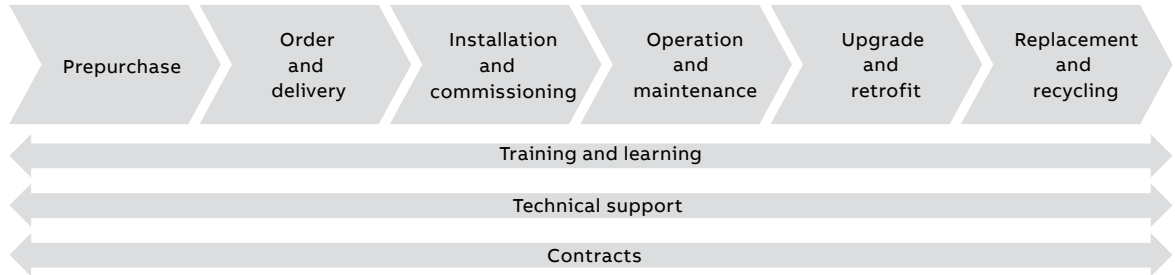 Prepurchase
Order
and
delivery
Installation
and
commissioning
Operation
and
maintenance
Upgrade
and
retrofit
Replacement
and
recycling
Training and learning
Technical support
Contracts